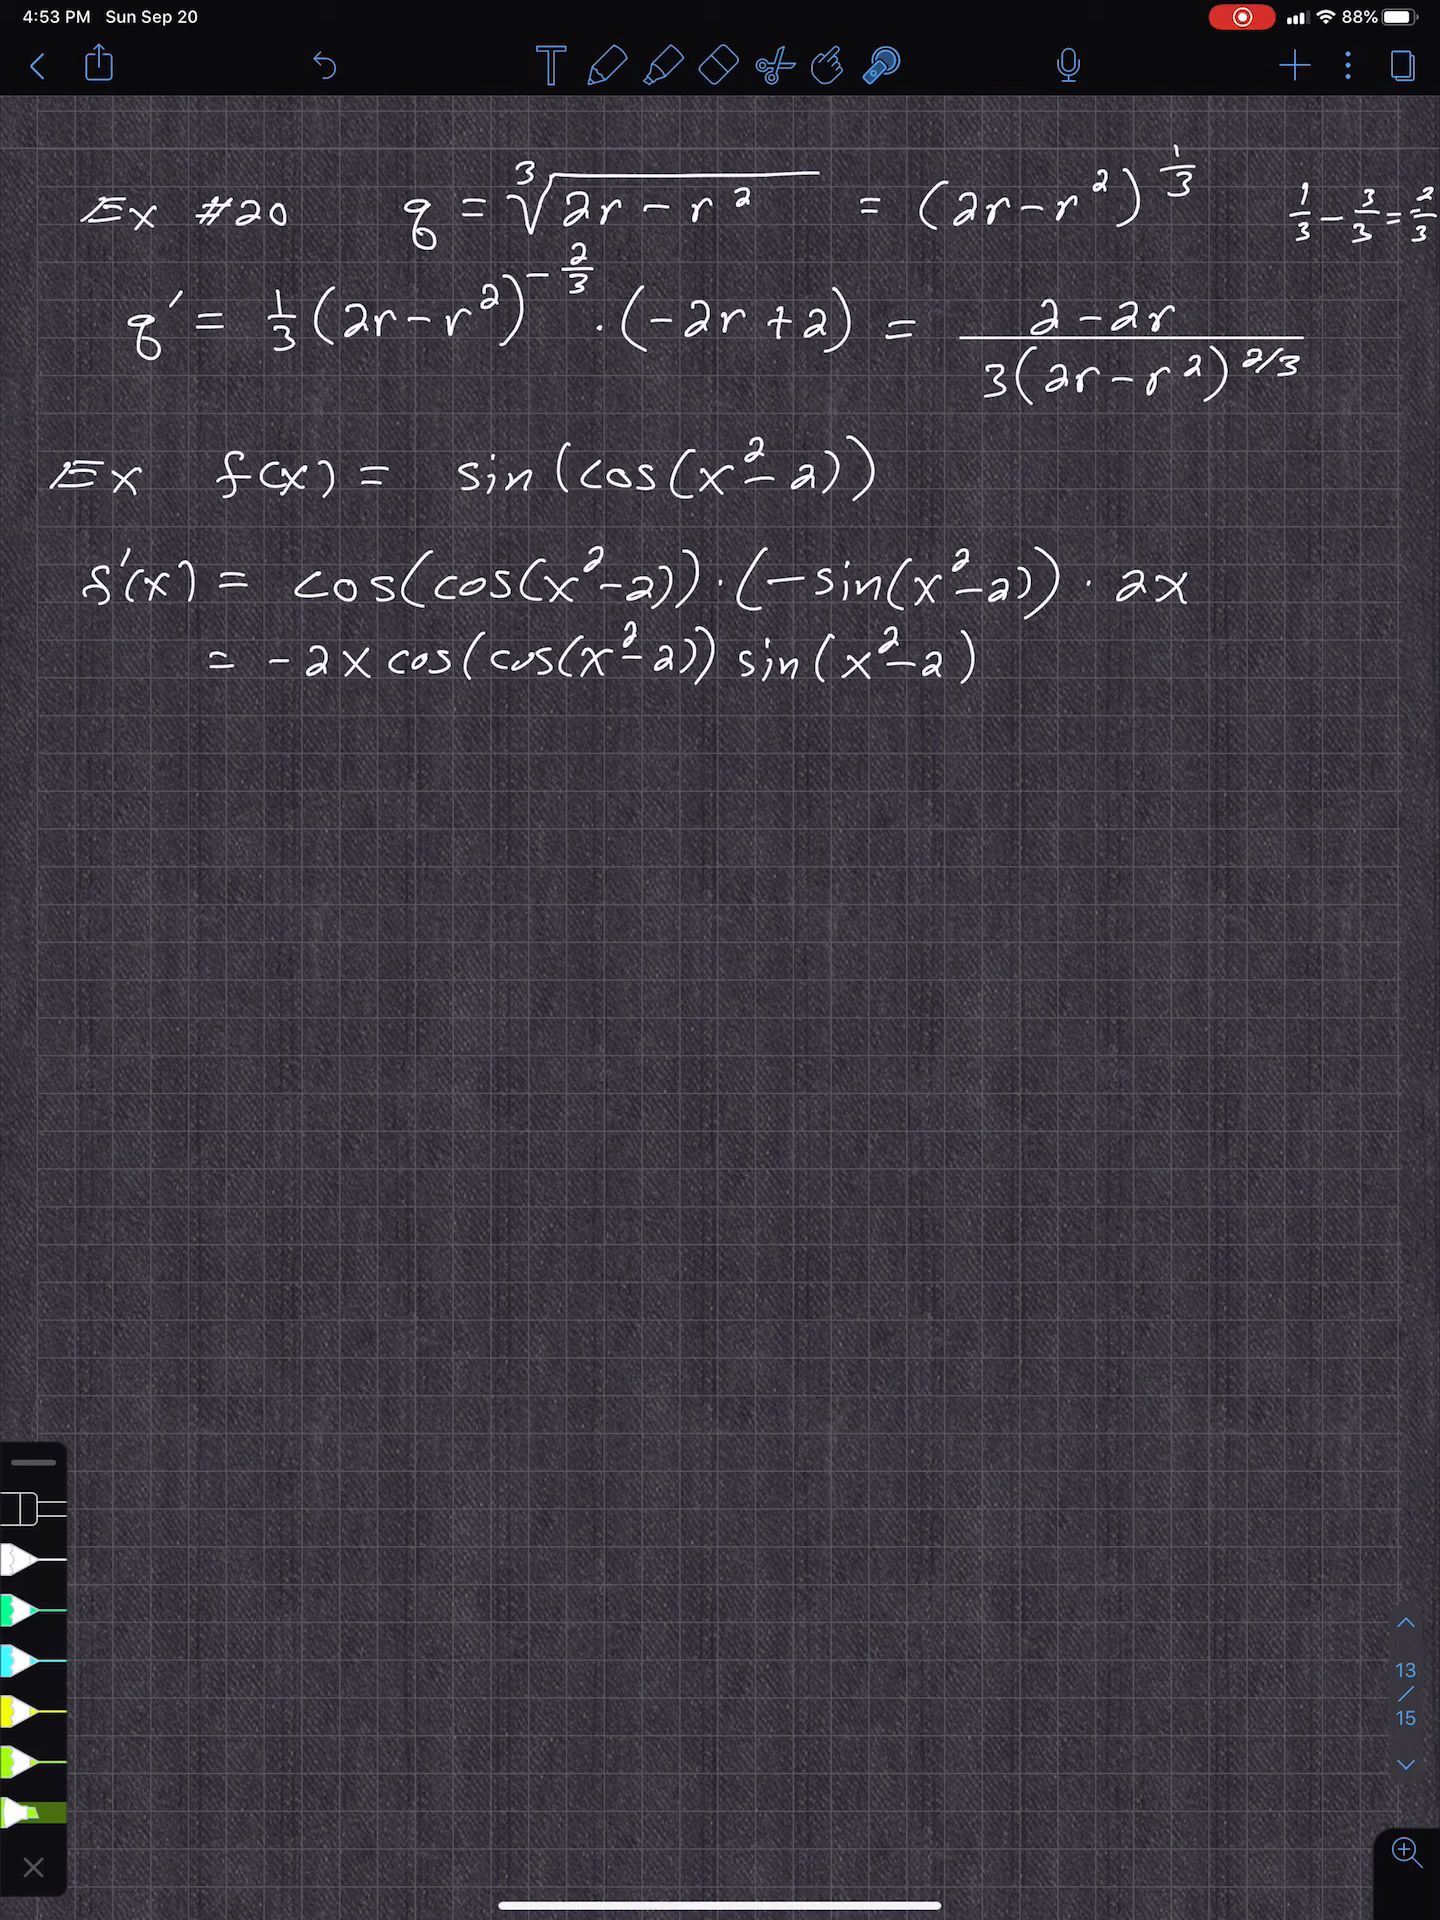 4:53 PM Sun Sep 20 88%
Ex #20 q = ∛(2r − r²) = (2r−r²)^(1/3) 1/3 − 3/3 = −2/3
q' = 1/3 (2r−r²)^(−2/3) · (−2r+2) = (2−2r)/(3(2r−r²)^(2/3))
Ex f(x) = sin(cos(x²−2))
f'(x) = cos(cos(x²−2)) · (−sin(x²−2)) · 2x
= −2x cos(cos(x²−2)) sin(x²−2)
13
/
15